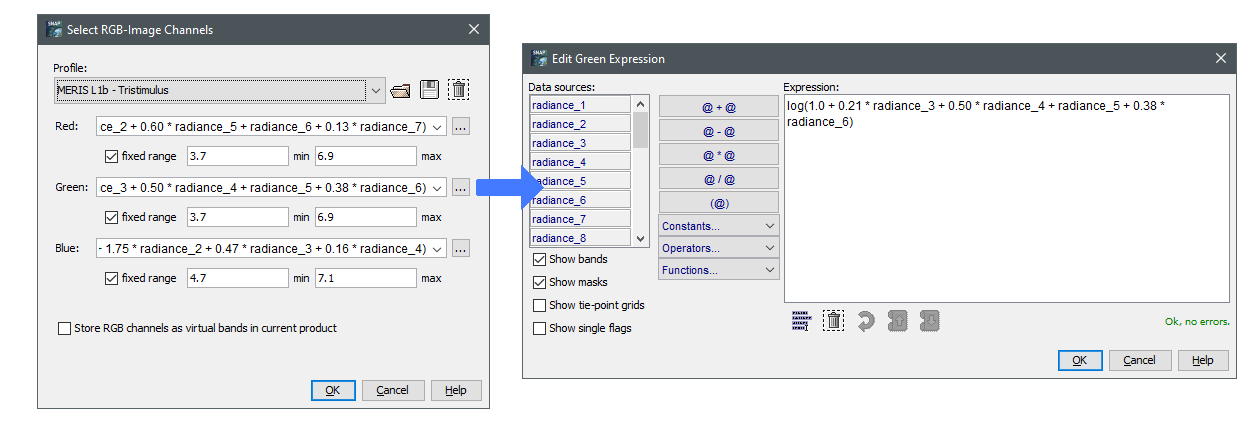 Select RGB-Image Channels
Profile:
MERIS L1b - Tristimulus
Red:
ce_2 + 0.60 * radiance_5 + radiance_6 + 0.13 * radiance_7)
...
fixed range
3.7
min
6.9
max
Green:
ce_3 + 0.50 * radiance_4 + radiance_5 + 0.38 * radiance_6)
...
fixed range
3.7
min
6.9
max
Blue:
- 1.75 * radiance_2 + 0.47 * radiance_3 + 0.16 * radiance_4)
...
fixed range
4.7
min
7.1
max
Store RGB channels as virtual bands in current product
OK
Cancel
Help
Edit Green Expression
Data sources:
radiance_1
radiance_2
radiance_3
radiance_4
radiance_5
radiance_6
radiance_7
radiance_8
Show bands
Show masks
Show tie-point grids
Show single flags
@ + @
@ - @
@ * @
@ / @
(@)
Constants...
Operators...
Functions...
Expression:
log(1.0 + 0.21 * radiance_3 + 0.50 * radiance_4 + radiance_5 + 0.38 *
radiance_6)
Ok, no errors.
OK
Cancel
Help